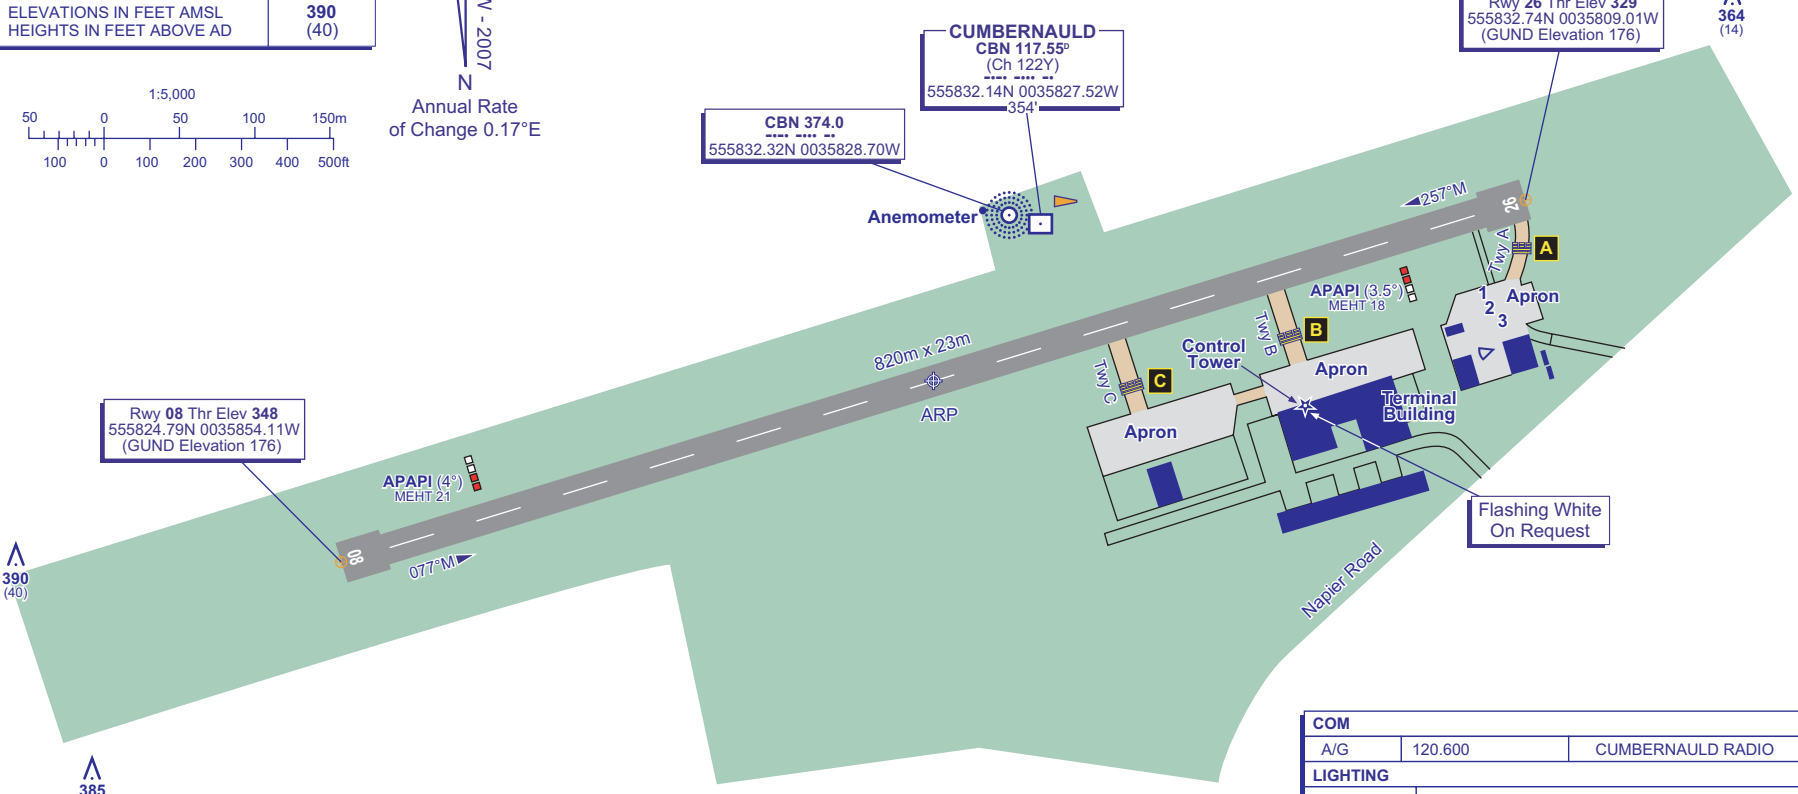 ELEVATIONS IN FEET AMSL
390
HEIGHTS IN FEET ABOVE AD
(40)
W - 2007
N
Annual Rate
of Change 0.17°E
1:5,000
50 0 50 100 150m
100 0 100 200 300 400 500ft
CUMBERNAULD
CBN 117.55ᴰ
(Ch 122Y)
555832.14N 0035827.52W
354'
CBN 374.0
555832.32N 0035828.70W
Anemometer
Rwy 26 Thr Elev 329
555832.74N 0035809.01W
(GUND Elevation 176)
364
(14)
257°M
26
Twy A
A
APAPI (3.5°)
MEHT 18
1
2
3
Apron
Twy B
B
Control
Tower
Apron
Terminal
Building
820m x 23m
ARP
Twy C
C
Apron
Rwy 08 Thr Elev 348
555824.79N 0035854.11W
(GUND Elevation 176)
APAPI (4°)
MEHT 21
08
077°M
390
(40)
385
Flashing White
On Request
Napier Road
COM
A/G 120.600 CUMBERNAULD RADIO
LIGHTING